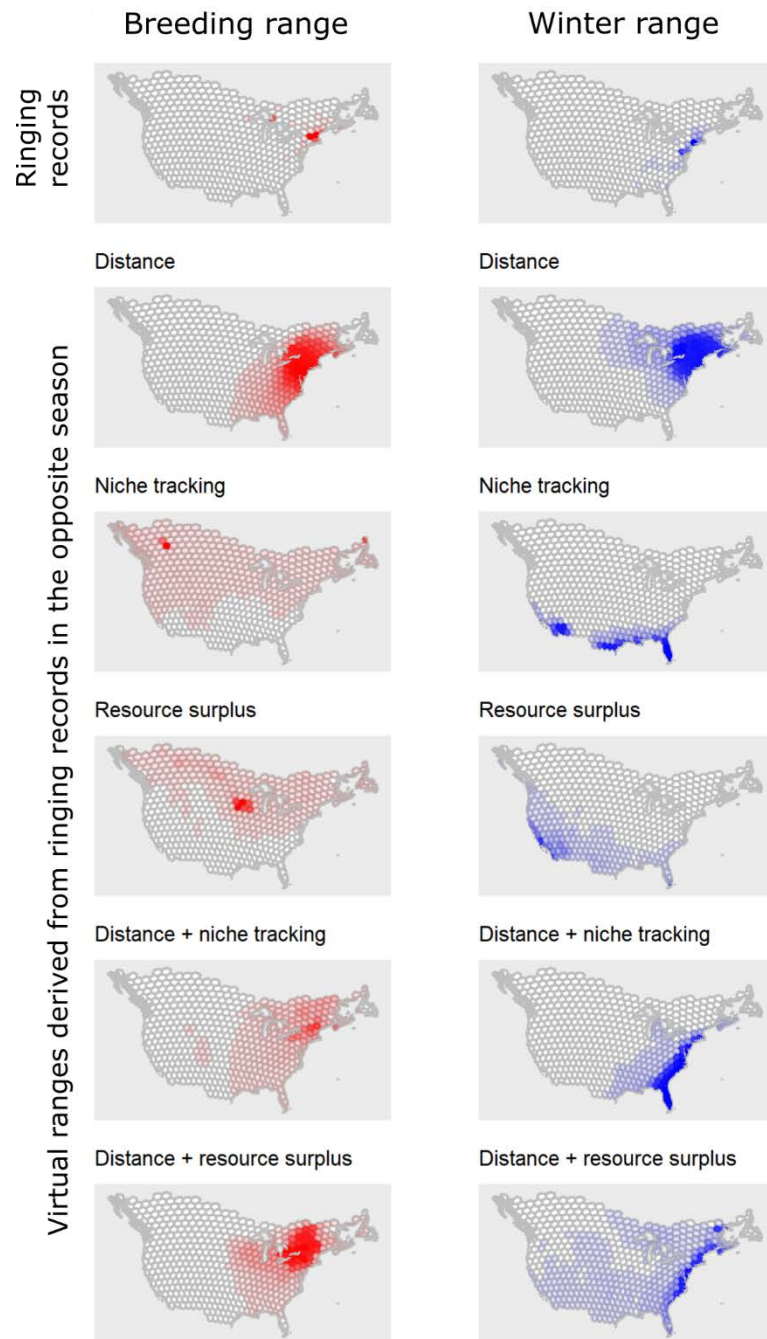 Breeding range
Winter range
Ringing
records
Virtual ranges derived from ringing records in the opposite season
Distance
Distance
Niche tracking
Niche tracking
Resource surplus
Resource surplus
Distance + niche tracking
Distance + niche tracking
Distance + resource surplus
Distance + resource surplus